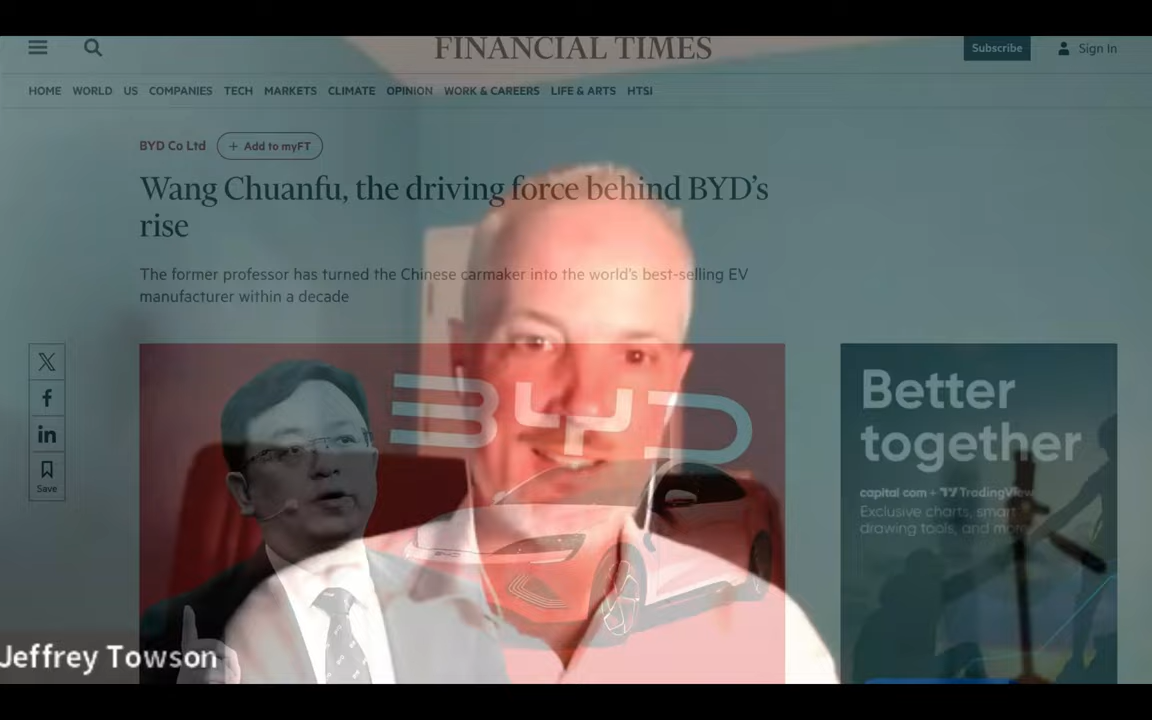 FINANCIAL TIMES
Subscribe
Sign In
HOME WORLD US COMPANIES TECH MARKETS CLIMATE OPINION WORK & CAREERS LIFE & ARTS HTSI
BYD Co Ltd
+ Add to myFT
Wang Chuanfu, the driving force behind BYD's
rise
The former professor has turned the Chinese carmaker into the world's best-selling EV
manufacturer within a decade
Save
BYD
Better
together
capital com + TradingView
Exclusive charts, smart
drawing tools, and more
Jeffrey Towson